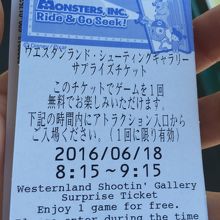 MONSTERS, INC.
Ride & Go Seek!
ウエスタンランド・シューティングギャラリー
サプライズチケット
このチケットでゲームを1回
無料でお楽しみいただけます。
下記の時間内にアトラクション入口から
ご入場ください。(1回に限り有効)
2016/06/18
8:15～9:15
Westernland Shootin' Gallery
Surprise Ticket
Enjoy 1 game for free.
enter during the time